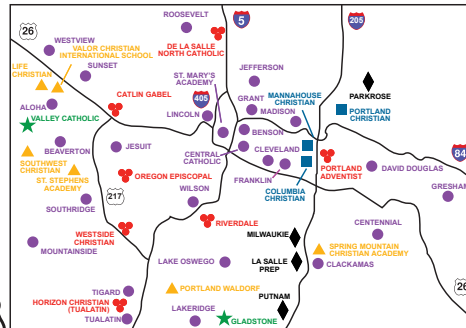 ROOSEVELT
5
205
26
WESTVIEW
VALOR CHRISTIAN
INTERNATIONAL SCHOOL
DE LA SALLE
NORTH CATHOLIC
SUNSET
LIFE
CHRISTIAN
ST. MARY'S
ACADEMY
JEFFERSON
MANNAHOUSE
CHRISTIAN
PARKROSE
CATLIN GABEL
405
GRANT
ALOHA
MADISON
PORTLAND
CHRISTIAN
VALLEY CATHOLIC
LINCOLN
BENSON
BEAVERTON
JESUIT
CENTRAL
CATHOLIC
CLEVELAND
84
SOUTHWEST
CHRISTIAN
ST. STEPHENS
ACADEMY
OREGON EPISCOPAL
FRANKLIN
COLUMBIA
CHRISTIAN
PORTLAND
ADVENTIST
DAVID DOUGLAS
GRESHAM
217
WILSON
SOUTHRIDGE
RIVERDALE
CENTENNIAL
WESTSIDE
CHRISTIAN
MILWAUKIE
MOUNTAINSIDE
SPRING MOUNTAIN
CHRISTIAN ACADEMY
LAKE OSWEGO
LA SALLE
PREP
CLACKAMAS
26
TIGARD
PORTLAND WALDORF
HORIZON CHRISTIAN
(TUALATIN)
PUTNAM
TUALATIN
LAKERIDGE
GLADSTONE